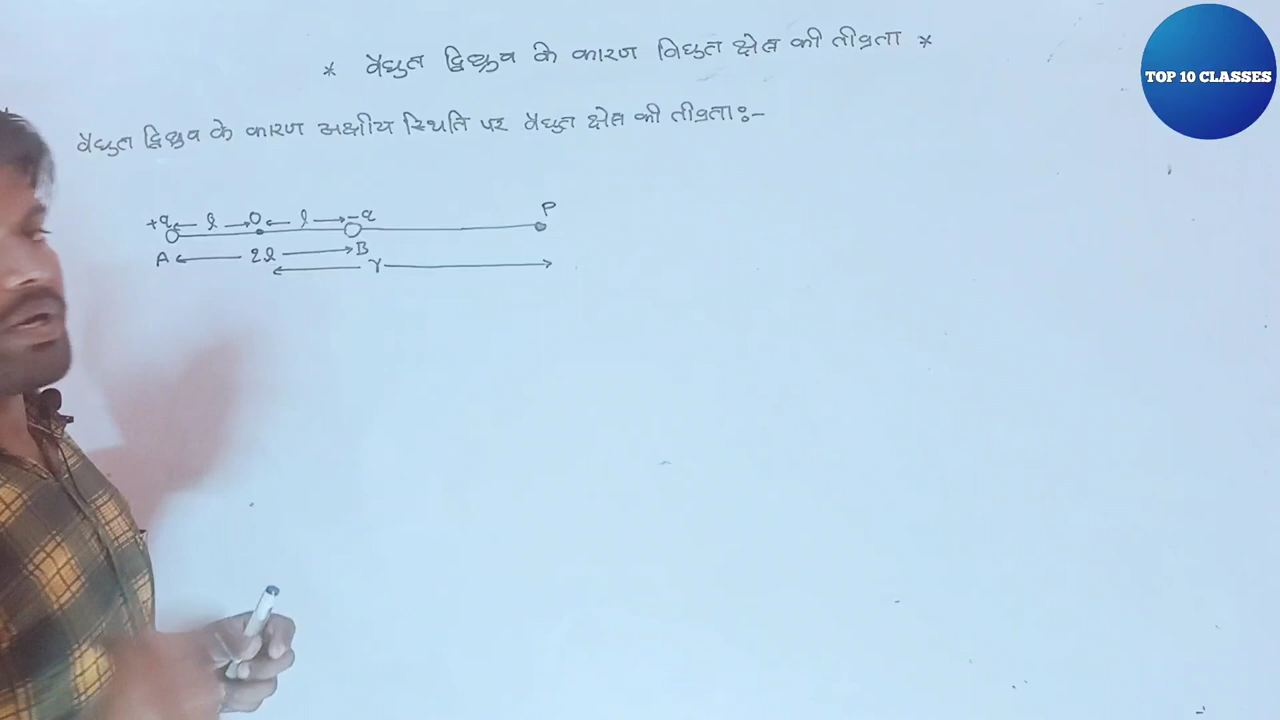 * वैद्युत द्विध्रुव के कारण विद्युत क्षेत्र की तीव्रता *
वैद्युत द्विध्रुव के कारण अक्षीय स्थिति पर वैद्युत क्षेत्र की तीव्रता :-
+q l O l -q P
A 2l B
r
TOP 10 CLASSES